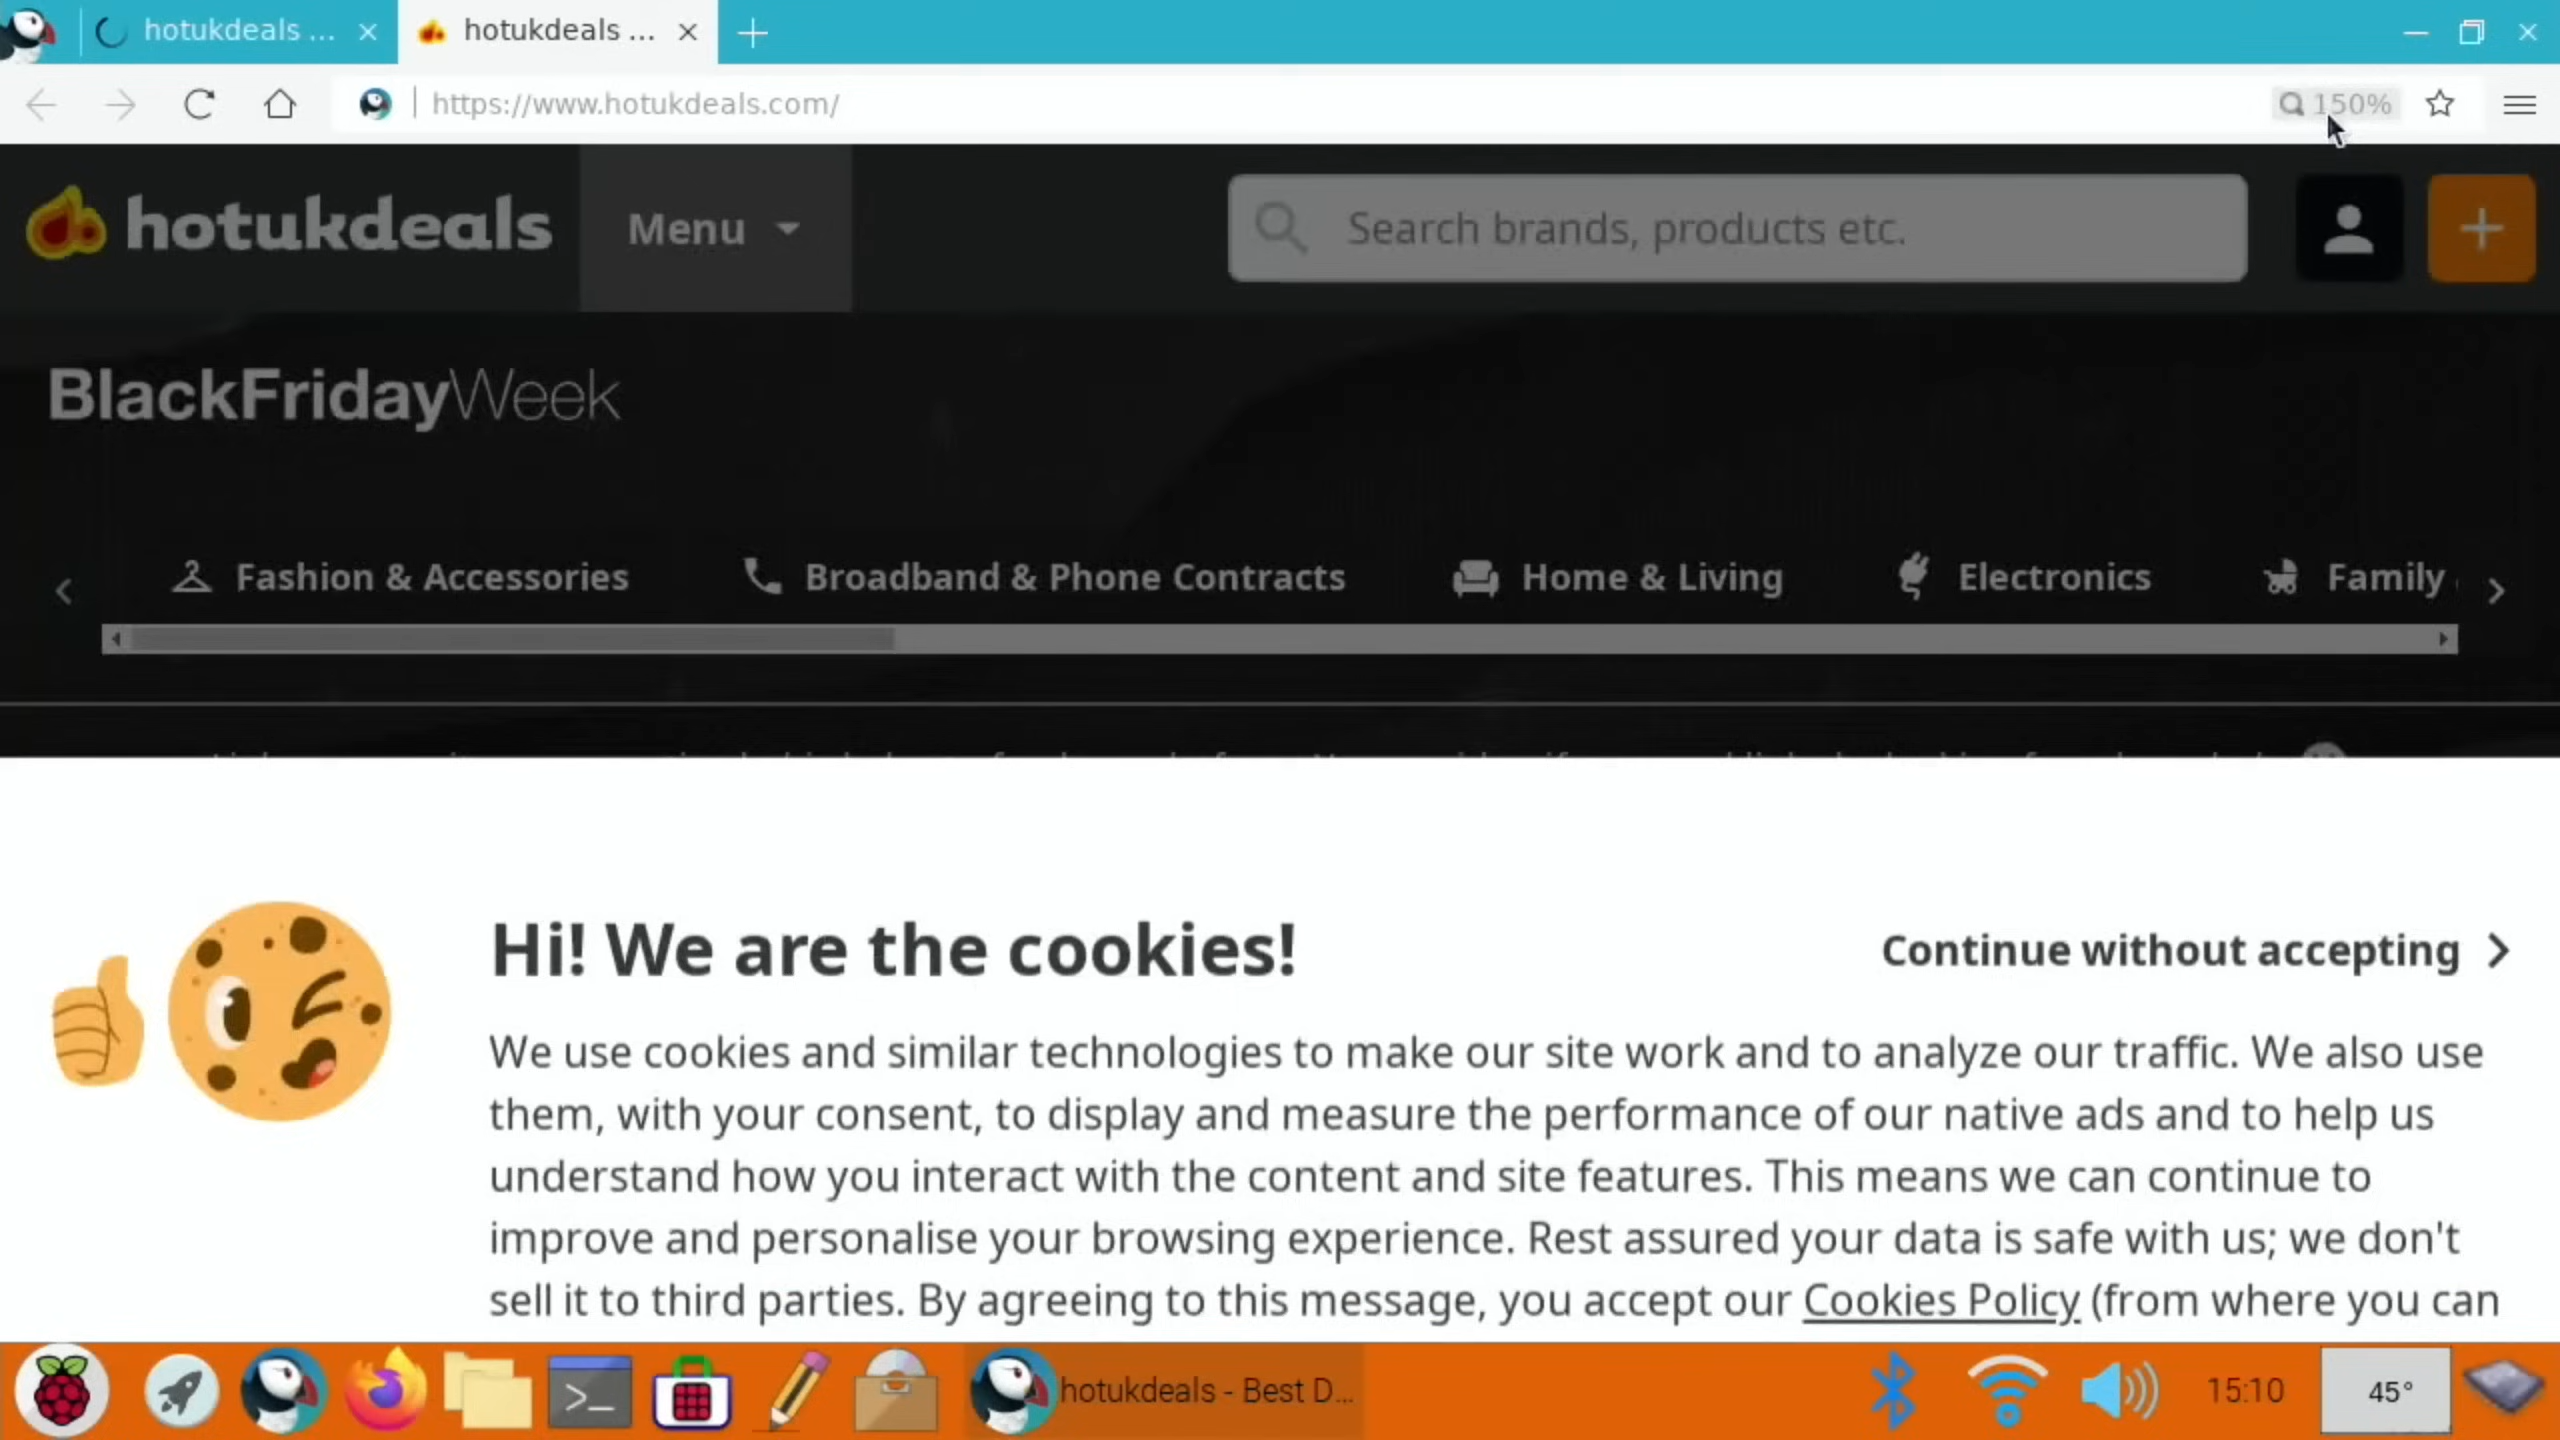 hotukdeals ...
hotukdeals ...
https://www.hotukdeals.com/
150%
hotukdeals
Menu
Search brands, products etc.
BlackFridayWeek
Fashion & Accessories
Broadband & Phone Contracts
Home & Living
Electronics
Family
Hi! We are the cookies!
Continue without accepting
We use cookies and similar technologies to make our site work and to analyze our traffic. We also use
them, with your consent, to display and measure the performance of our native ads and to help us
understand how you interact with the content and site features. This means we can continue to
improve and personalise your browsing experience. Rest assured your data is safe with us; we don't
sell it to third parties. By agreeing to this message, you accept our Cookies Policy (from where you can
hotukdeals - Best D...
15:10
45°